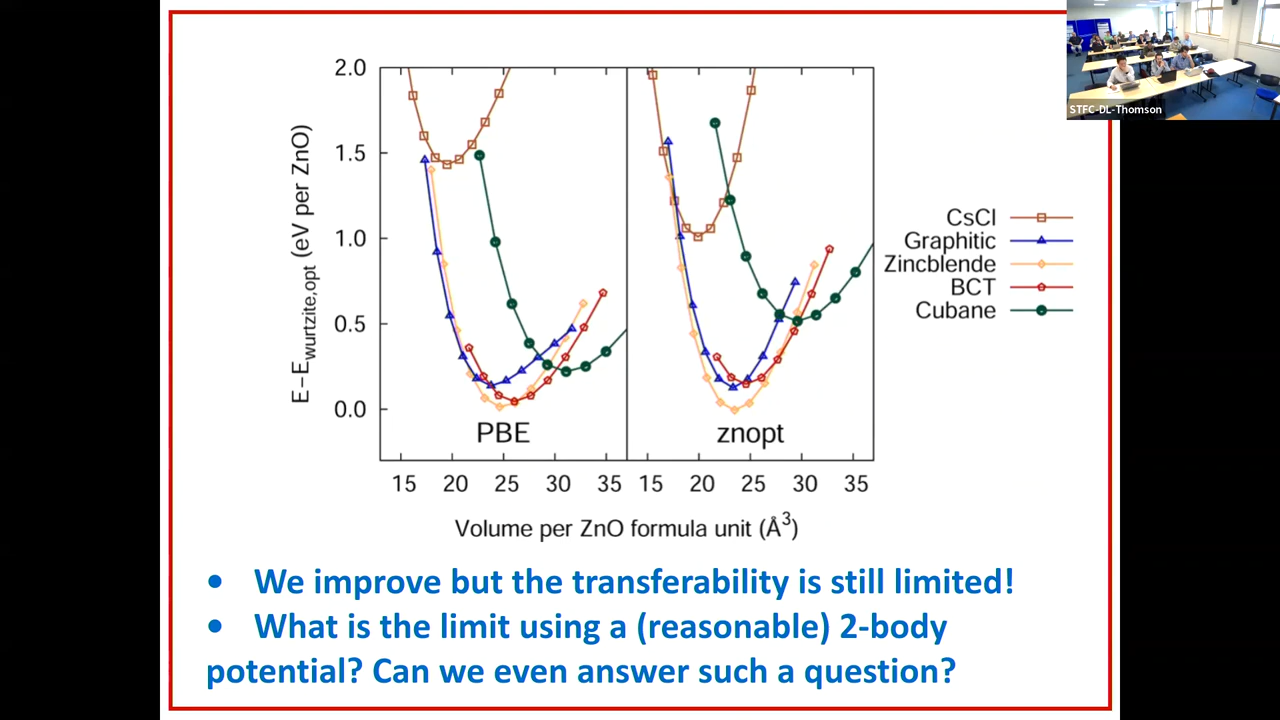 STFC-DL-Thomson
2.0
1.5
1.0
0.5
0.0
E−E_wurtzite,opt (eV per ZnO)
PBE
znopt
15 20 25 30 35 15 20 25 30 35
Volume per ZnO formula unit (Å³)
CsCl
Graphitic
Zincblende
BCT
Cubane
• We improve but the transferability is still limited!
• What is the limit using a (reasonable) 2-body
potential? Can we even answer such a question?